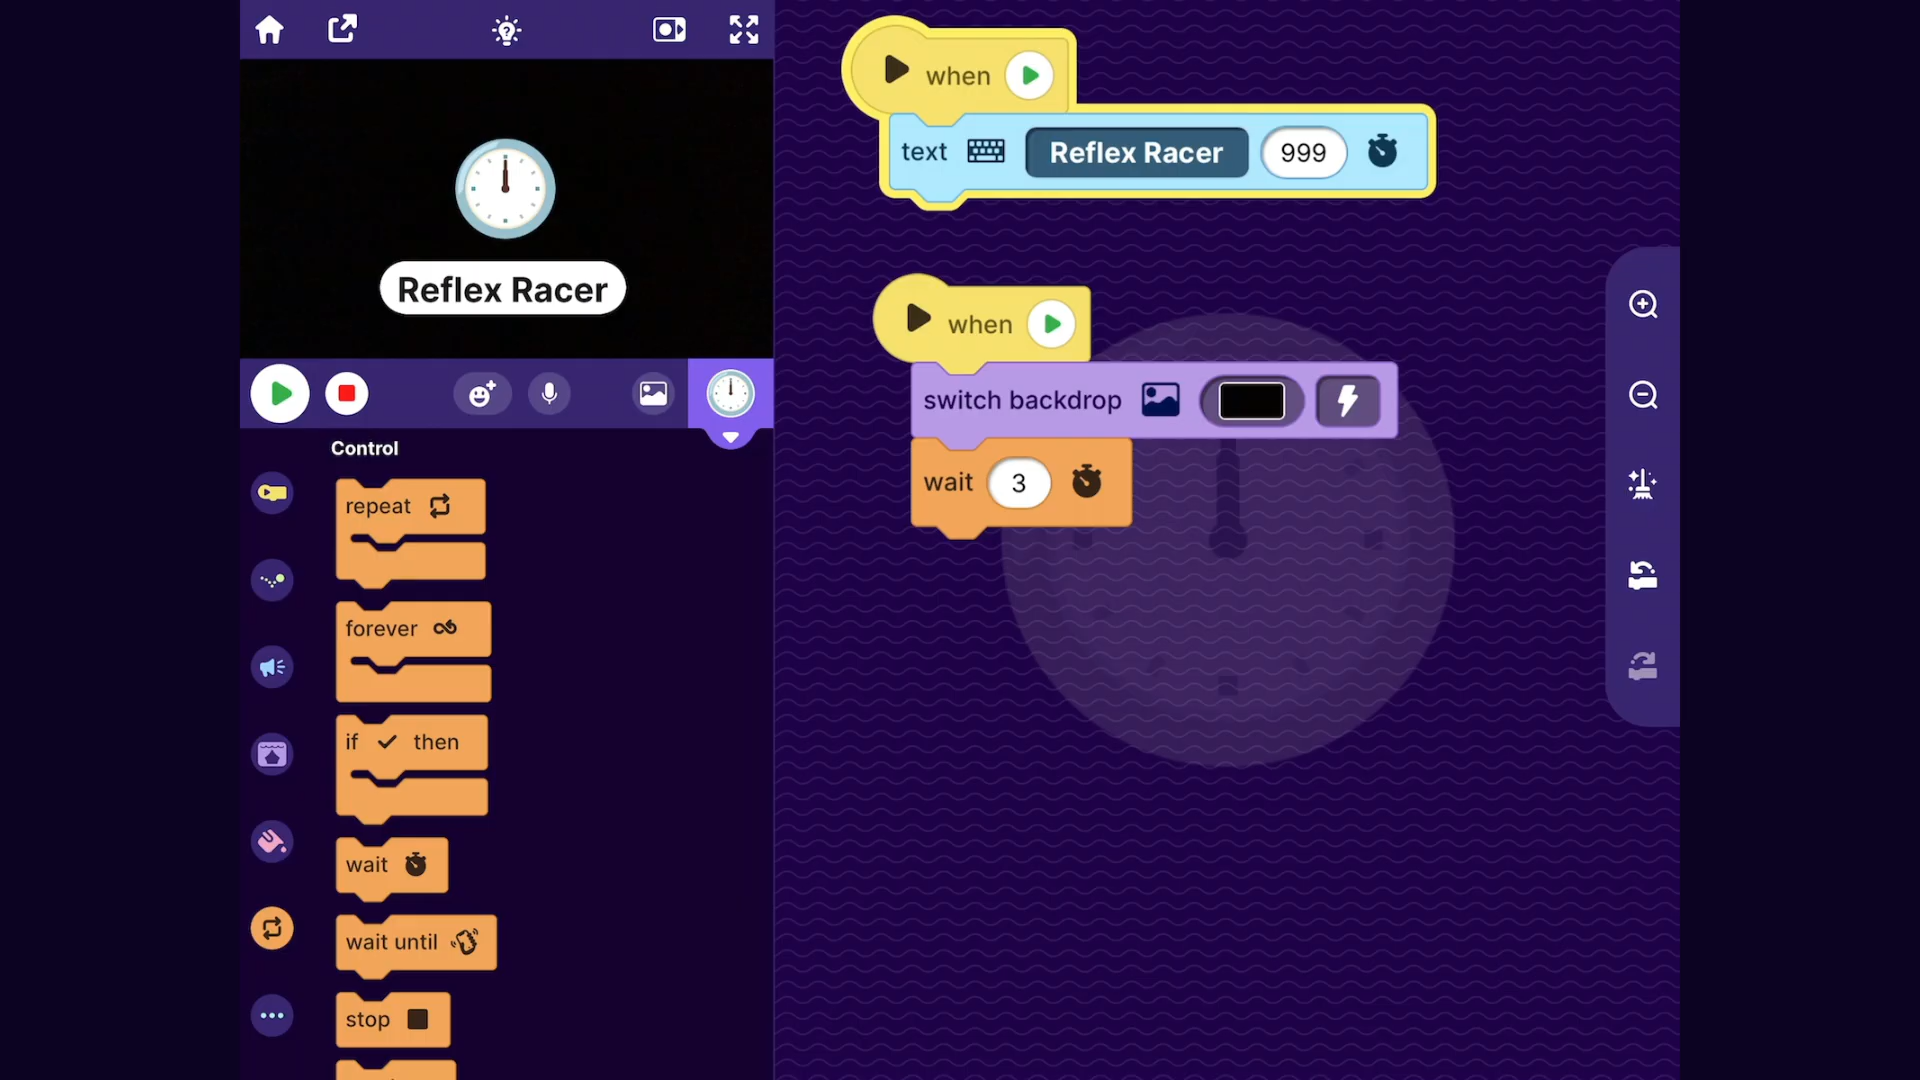 Reflex Racer
Control
repeat
forever
if then
wait
wait until
stop
when
text Reflex Racer 999
when
switch backdrop
wait 3